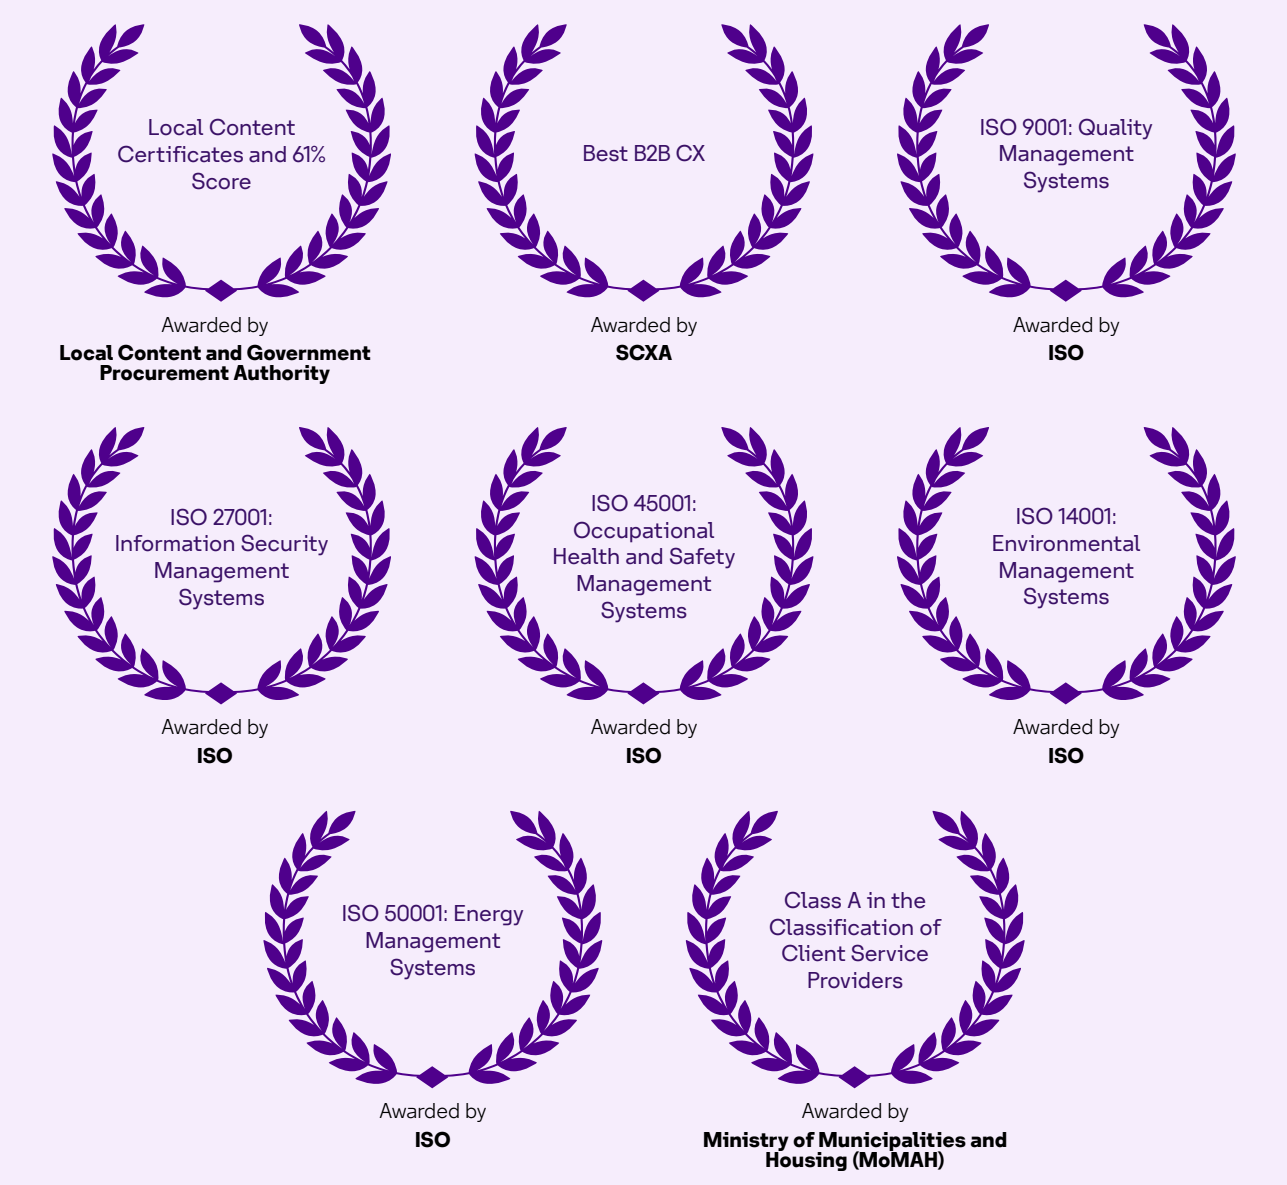 Local Content
Certificates and 61%
Score
Awarded by
Local Content and Government
Procurement Authority
Best B2B CX
Awarded by
SCXA
ISO 9001: Quality
Management
Systems
Awarded by
ISO
ISO 27001:
Information Security
Management
Systems
Awarded by
ISO
ISO 45001:
Occupational
Health and Safety
Management
Systems
Awarded by
ISO
ISO 14001:
Environmental
Management
Systems
Awarded by
ISO
ISO 50001: Energy
Management
Systems
Awarded by
ISO
Class A in the
Classification of
Client Service
Providers
Awarded by
Ministry of Municipalities and
Housing (MoMAH)